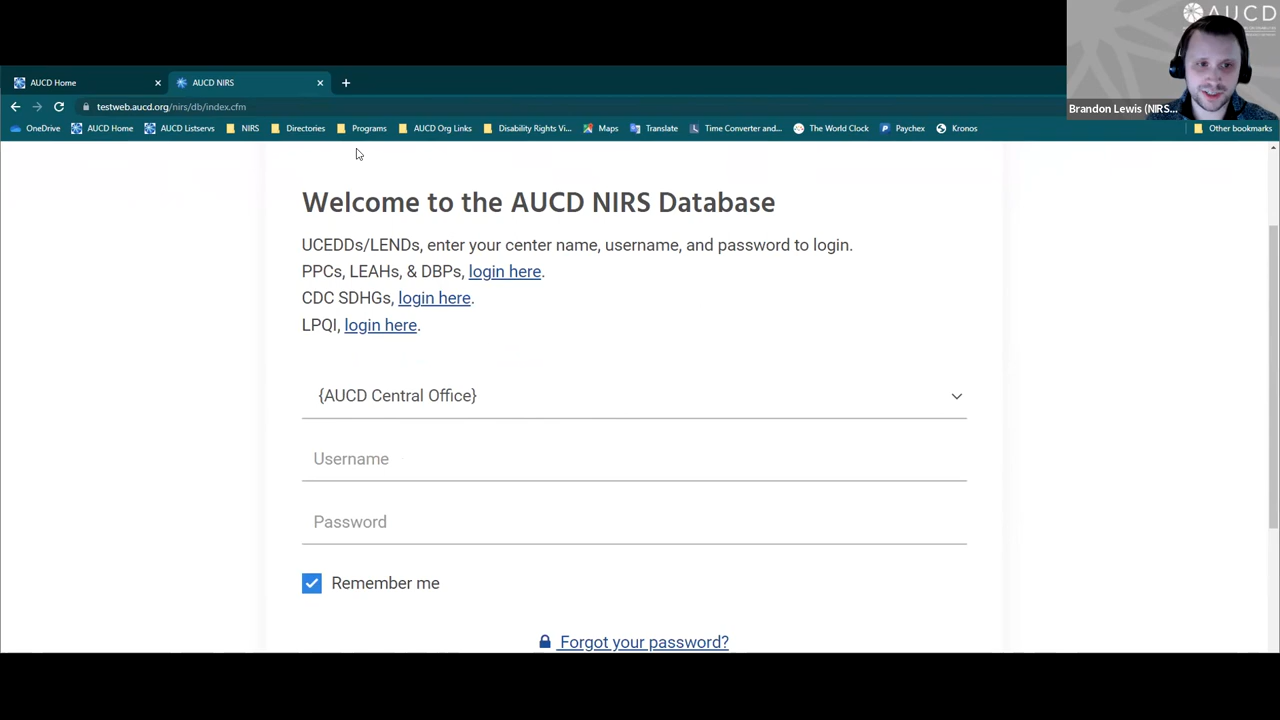 AUCD
Brandon Lewis (NIRS...
AUCD Home
AUCD NIRS
testweb.aucd.org/nirs/db/index.cfm
OneDrive AUCD Home AUCD Listservs NIRS Directories Programs AUCD Org Links Disability Rights Vi... Maps Translate Time Converter and... The World Clock Paychex Kronos Other bookmarks
Welcome to the AUCD NIRS Database
UCEDDs/LENDs, enter your center name, username, and password to login.
PPCs, LEAHs, & DBPs, login here.
CDC SDHGs, login here.
LPQI, login here.
{AUCD Central Office}
Username
Password
Remember me
Forgot your password?